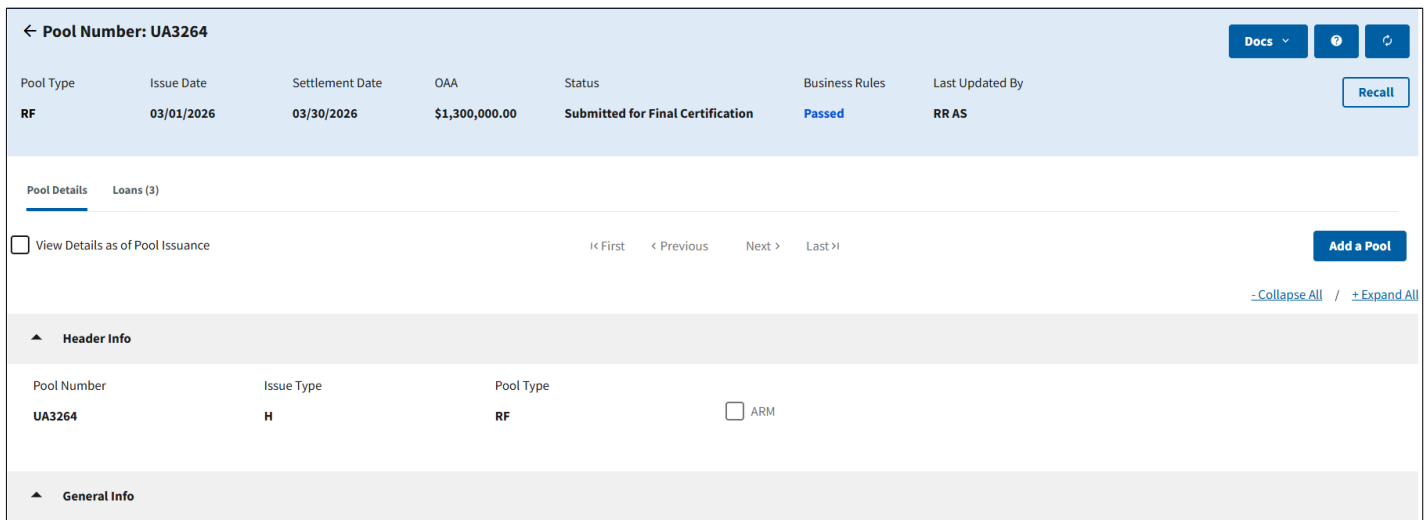 ← Pool Number: UA3264
Docs
Pool Type Issue Date Settlement Date OAA Status Business Rules Last Updated By
Recall
RF 03/01/2026 03/30/2026 $1,300,000.00 Submitted for Final Certification Passed RR AS
Pool Details Loans (3)
View Details as of Pool Issuance First Previous Next Last Add a Pool
- Collapse All / + Expand All
Header Info
Pool Number Issue Type Pool Type
UA3264 H RF ARM
General Info